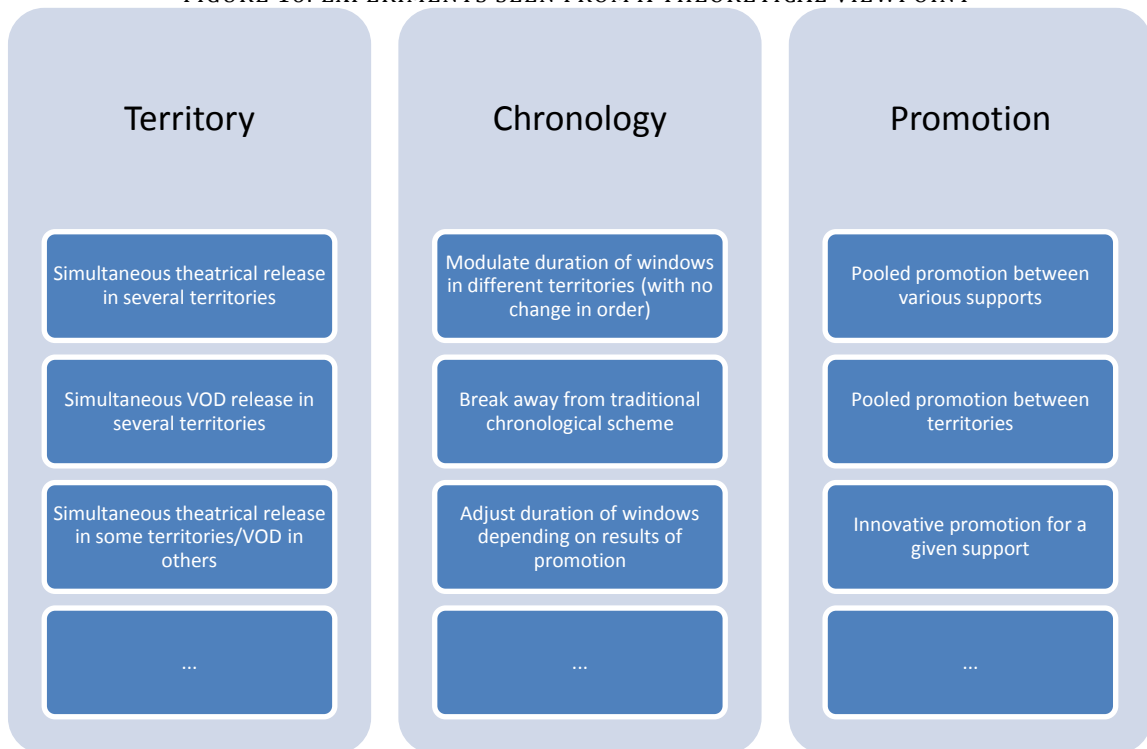 Territory
Simultaneous theatrical release
in several territories
Simultaneous VOD release in
several territories
Simultaneous theatrical release
in some territories/VOD in
others
...
Chronology
Modulate duration of windows
in different territories (with no
change in order)
Break away from traditional
chronological scheme
Adjust duration of windows
depending on results of
promotion
...
Promotion
Pooled promotion between
various supports
Pooled promotion between
territories
Innovative promotion for a
given support
...